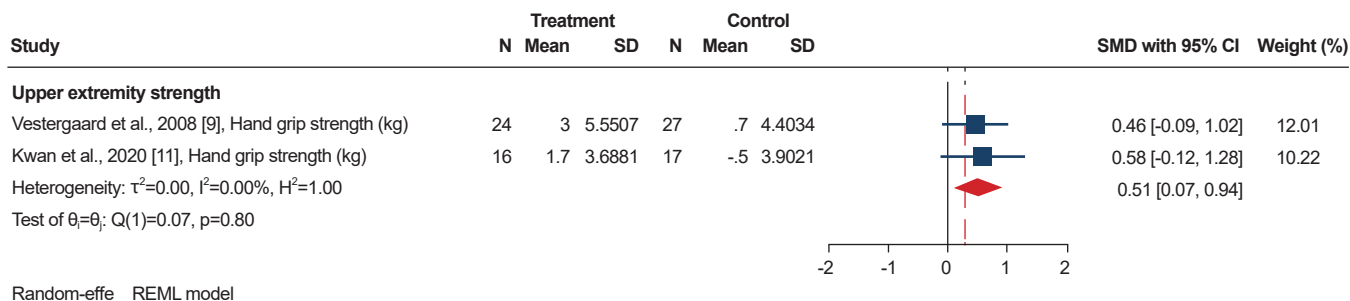 Treatment Control
Study N Mean SD N Mean SD SMD with 95% CI Weight (%)
Upper extremity strength
Vestergaard et al., 2008 [9], Hand grip strength (kg) 24 3 5.5507 27 .7 4.4034 0.46 [-0.09, 1.02] 12.01
Kwan et al., 2020 [11], Hand grip strength (kg) 16 1.7 3.6881 17 -.5 3.9021 0.58 [-0.12, 1.28] 10.22
Heterogeneity: τ²=0.00, I²=0.00%, H²=1.00 0.51 [0.07, 0.94]
Test of θᵢ=θⱼ: Q(1)=0.07, p=0.80
-2 -1 0 1 2
Random-effe REML model